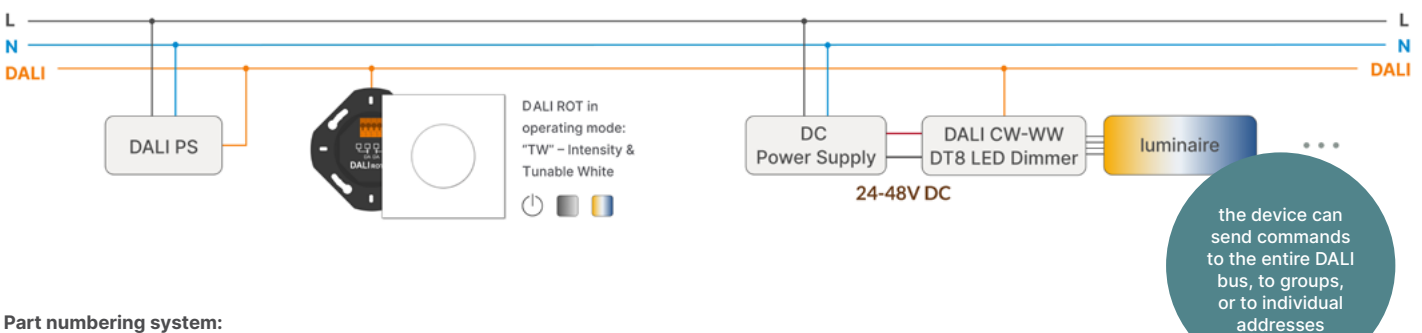 L
L
N
N
DALI
DALI
DALI PS
DALI ROT
DALI ROT in
operating mode:
"TW" – Intensity &
Tunable White
DC
Power Supply
DALI CW-WW
DT8 LED Dimmer
luminaire
24-48V DC
the device can
send commands
to the entire DALI
bus, to groups,
or to individual
addresses
Part numbering system: